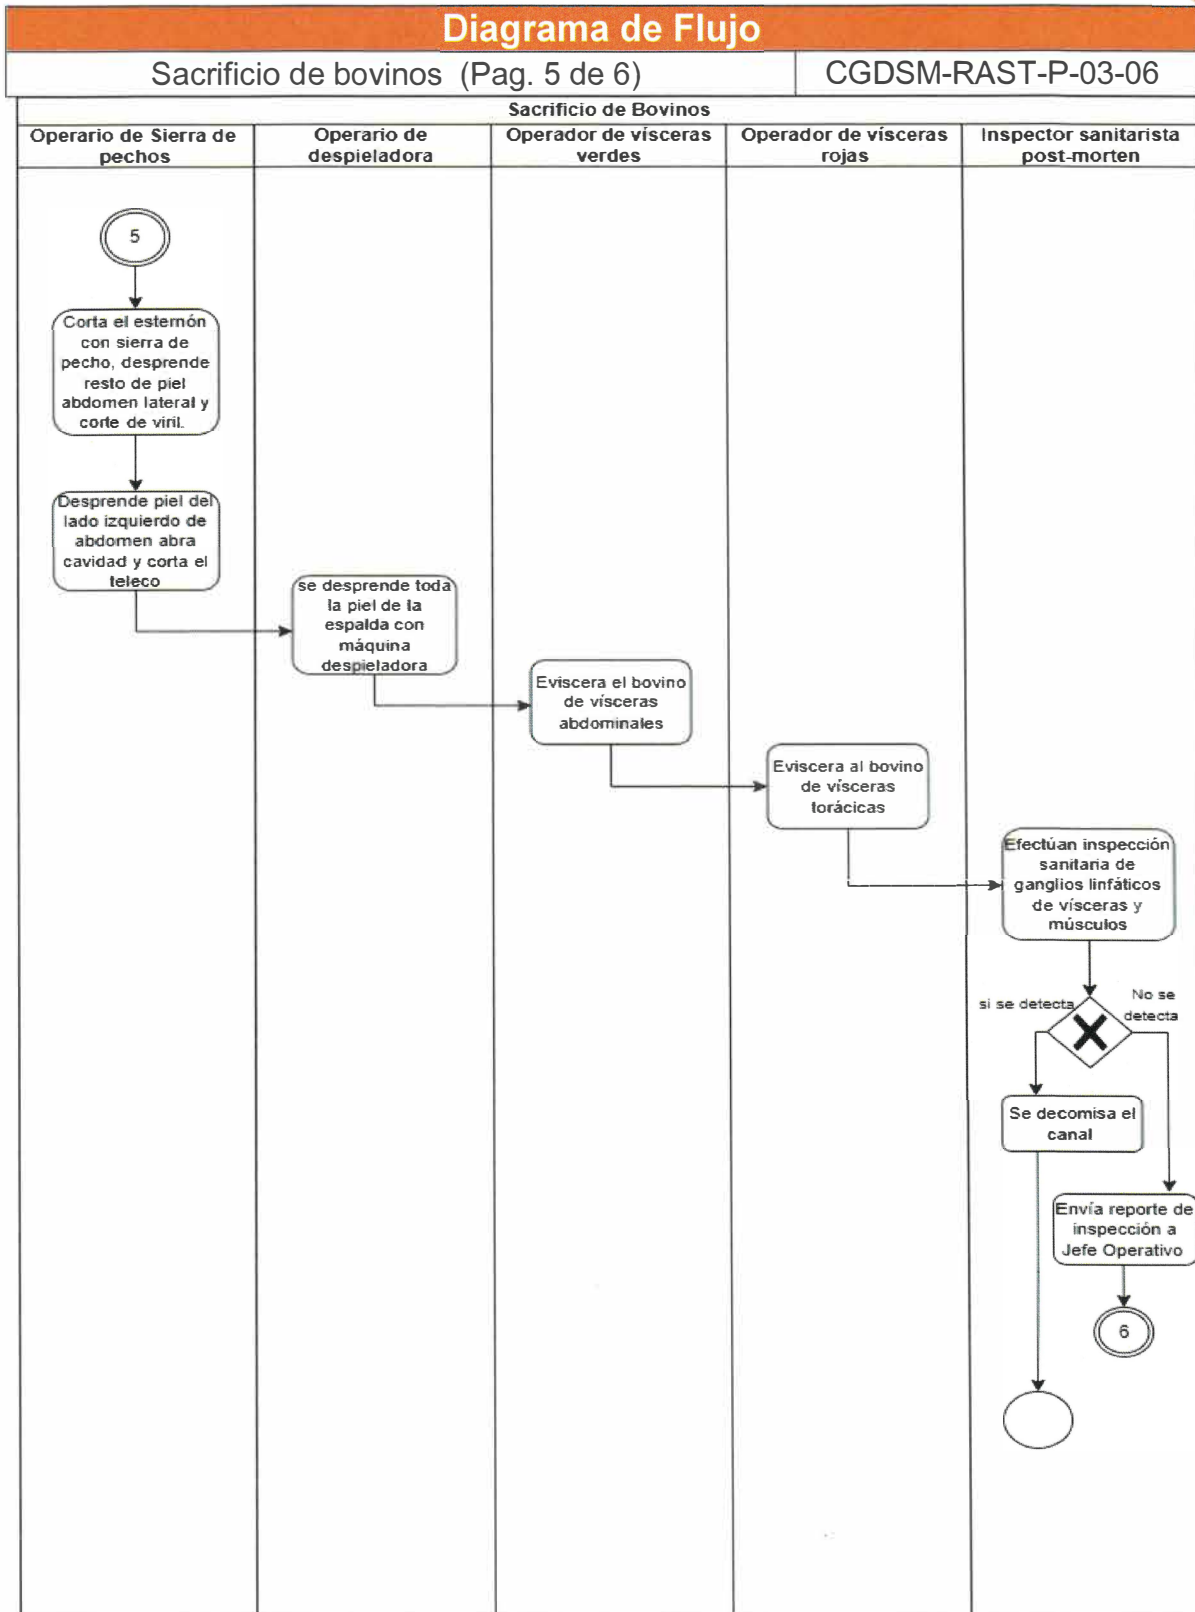 Diagrama de Flujo
Sacrificio de bovinos (Pag. 5 de 6)
CGDSM-RAST-P-03-06
Sacrificio de Bovinos
Operario de Sierra de
pechos
Operario de
despieladora
Operador de vísceras
verdes
Operador de vísceras
rojas
Inspector sanitarista
post-morten
5
Corta el esternón
con sierra de
pecho, desprende
resto de piel
abdomen lateral y
corte de viril.
Desprende piel del
lado izquierdo de
abdomen abra
cavidad y corta el
teleco
se desprende toda
la piel de la
espalda con
máquina
despieladora
Eviscera el bovino
de vísceras
abdominales
Eviscera al bovino
de vísceras
torácicas
Efectúan inspección
sanitaria de
ganglios linfáticos
de vísceras y
músculos
si se detecta
No se
detecta
Se decomisa el
canal
Envía reporte de
inspección a
Jefe Operativo
6